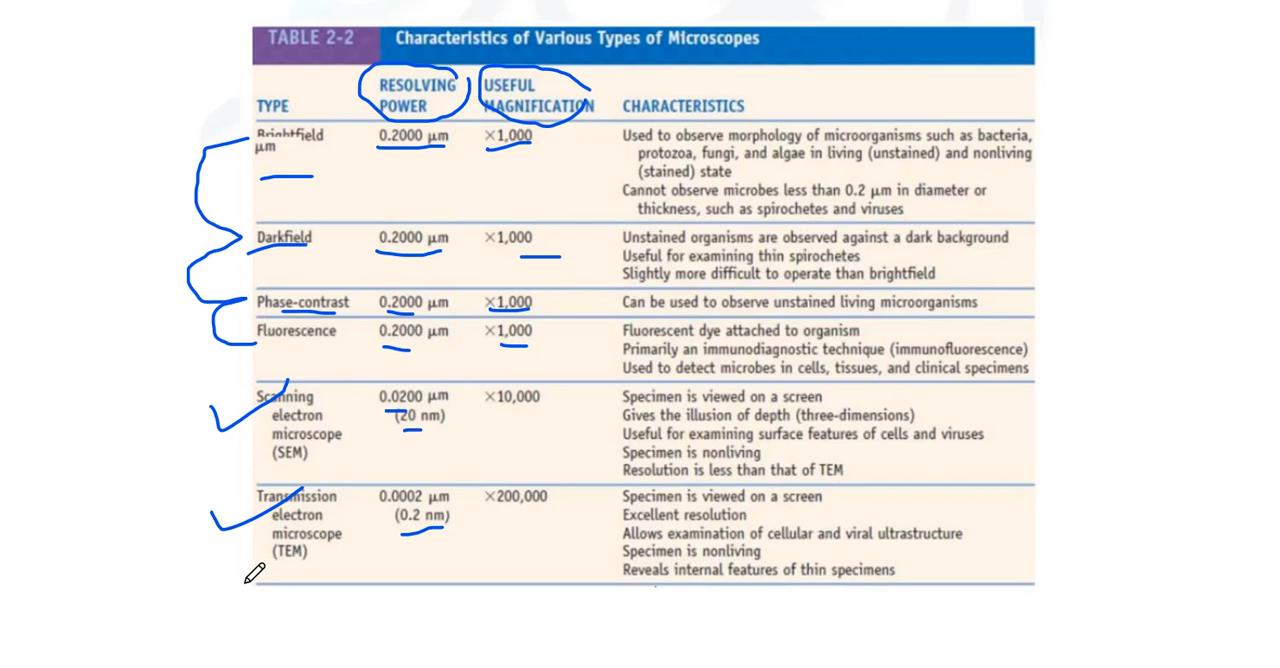 TABLE 2-2 Characteristics of Various Types of Microscopes
RESOLVING USEFUL
TYPE POWER MAGNIFICATION CHARACTERISTICS
Brightfield 0.2000 μm ×1,000 Used to observe morphology of microorganisms such as bacteria,
μm protozoa, fungi, and algae in living (unstained) and nonliving
(stained) state
Cannot observe microbes less than 0.2 μm in diameter or
thickness, such as spirochetes and viruses
Darkfield 0.2000 μm ×1,000 Unstained organisms are observed against a dark background
Useful for examining thin spirochetes
Slightly more difficult to operate than brightfield
Phase-contrast 0.2000 μm ×1,000 Can be used to observe unstained living microorganisms
Fluorescence 0.2000 μm ×1,000 Fluorescent dye attached to organism
Primarily an immunodiagnostic technique (immunofluorescence)
Used to detect microbes in cells, tissues, and clinical specimens
Scanning 0.0200 μm ×10,000 Specimen is viewed on a screen
electron (20 nm) Gives the illusion of depth (three-dimensions)
microscope Useful for examining surface features of cells and viruses
(SEM) Specimen is nonliving
Resolution is less than that of TEM
Transmission 0.0002 μm ×200,000 Specimen is viewed on a screen
electron (0.2 nm) Excellent resolution
microscope Allows examination of cellular and viral ultrastructure
(TEM) Specimen is nonliving
Reveals internal features of thin specimens